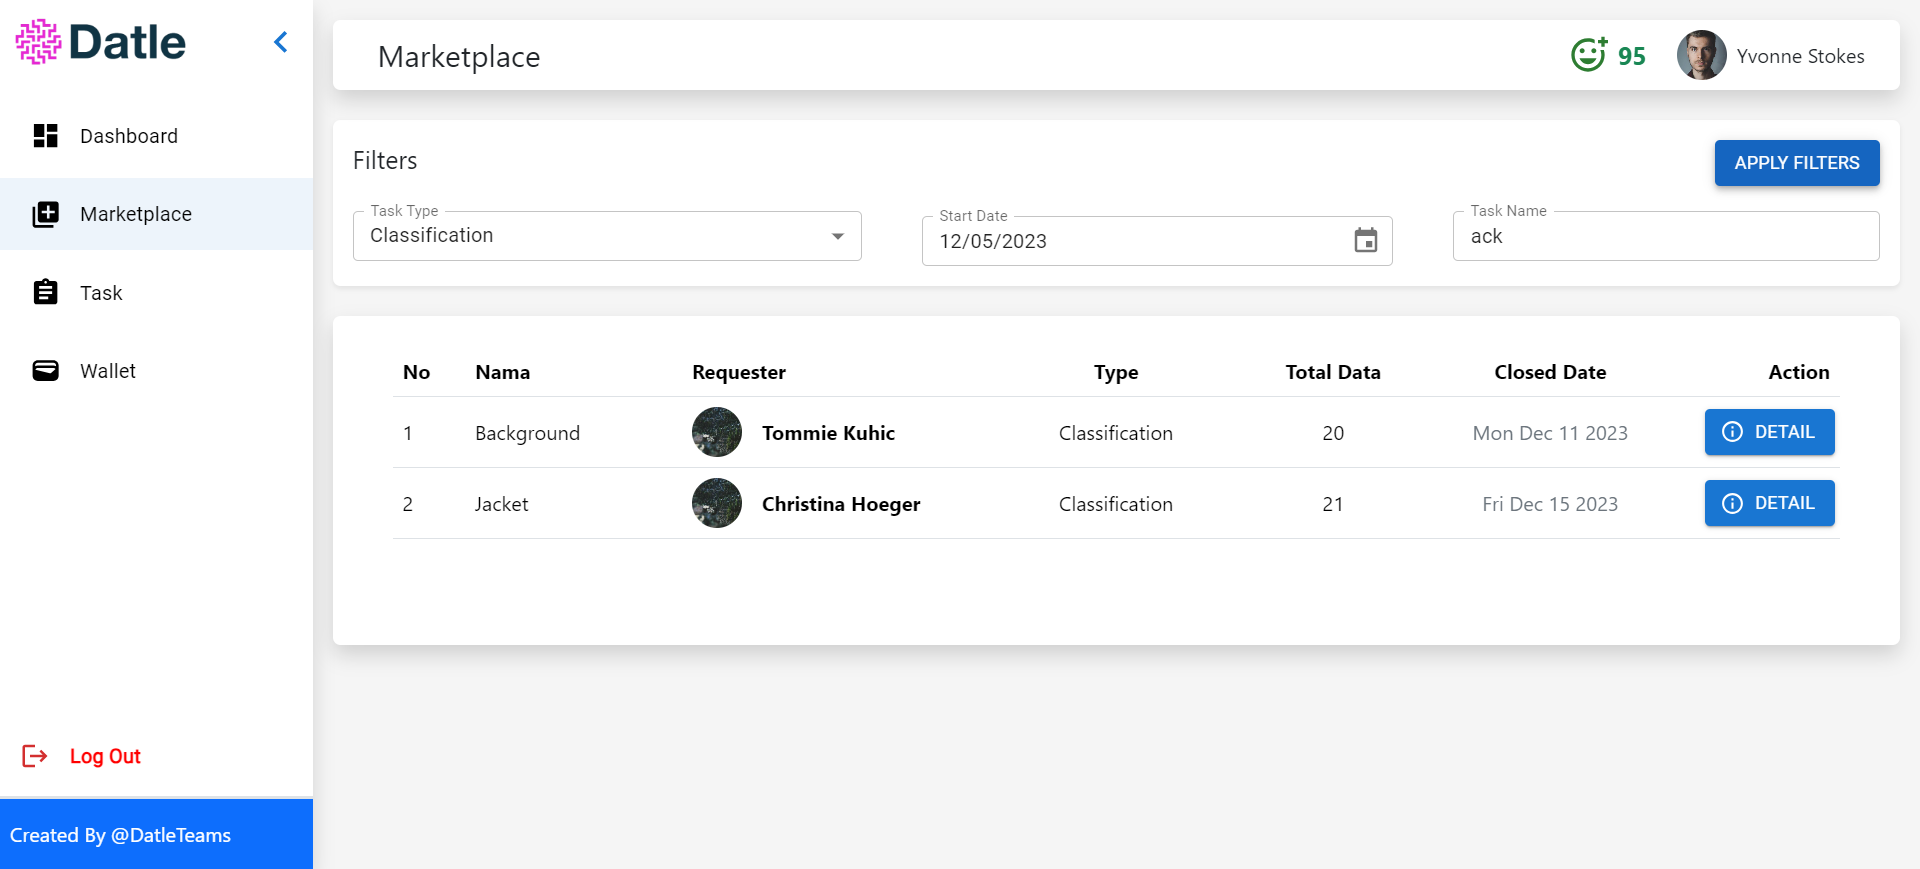 Datle
Dashboard
Marketplace
Task
Wallet
Log Out
Created By @DatleTeams
Marketplace
95
Yvonne Stokes
Filters
APPLY FILTERS
Task Type
Classification
Start Date
12/05/2023
Task Name
ack
No Nama Requester Type Total Data Closed Date Action
1 Background Tommie Kuhic Classification 20 Mon Dec 11 2023 DETAIL
2 Jacket Christina Hoeger Classification 21 Fri Dec 15 2023 DETAIL